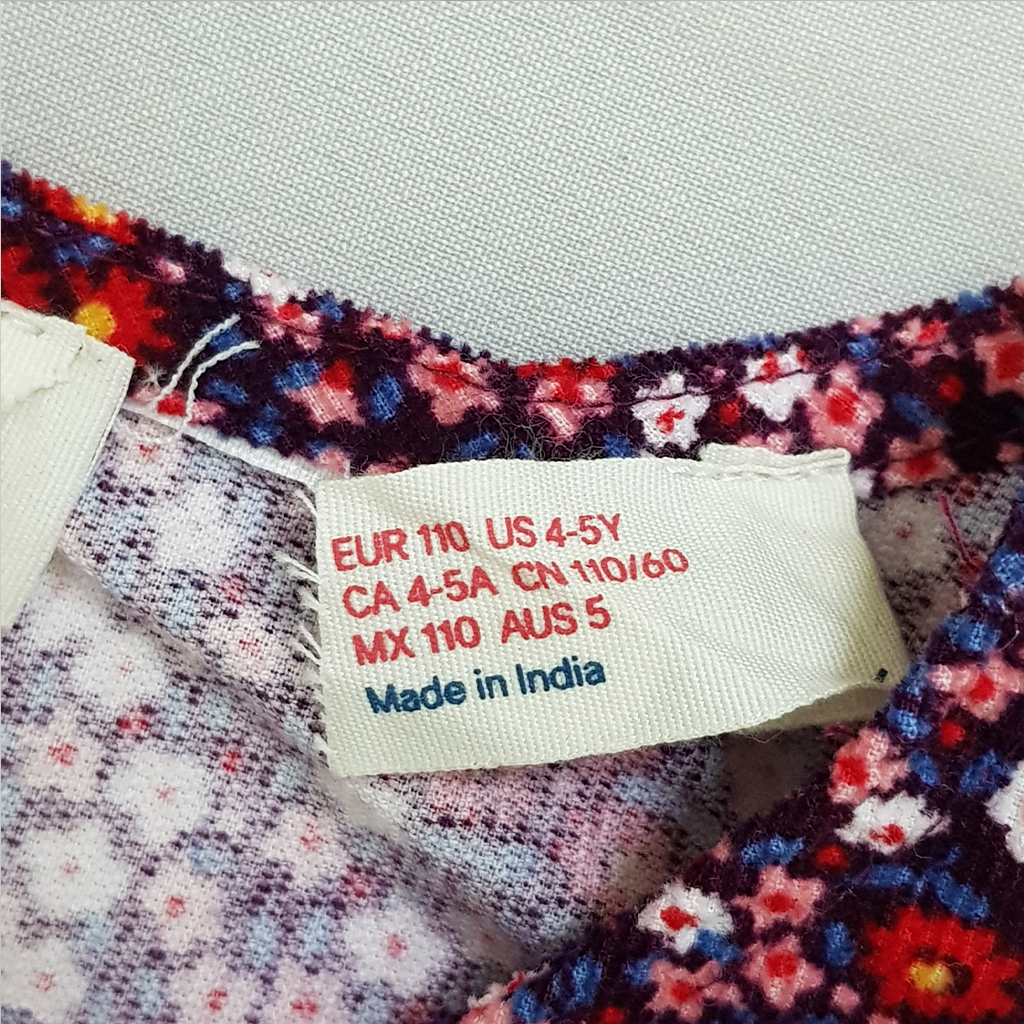 EUR 110 US 4-5Y
CA 4-5A CN 110/60
MX 110 AUS 5
Made in India